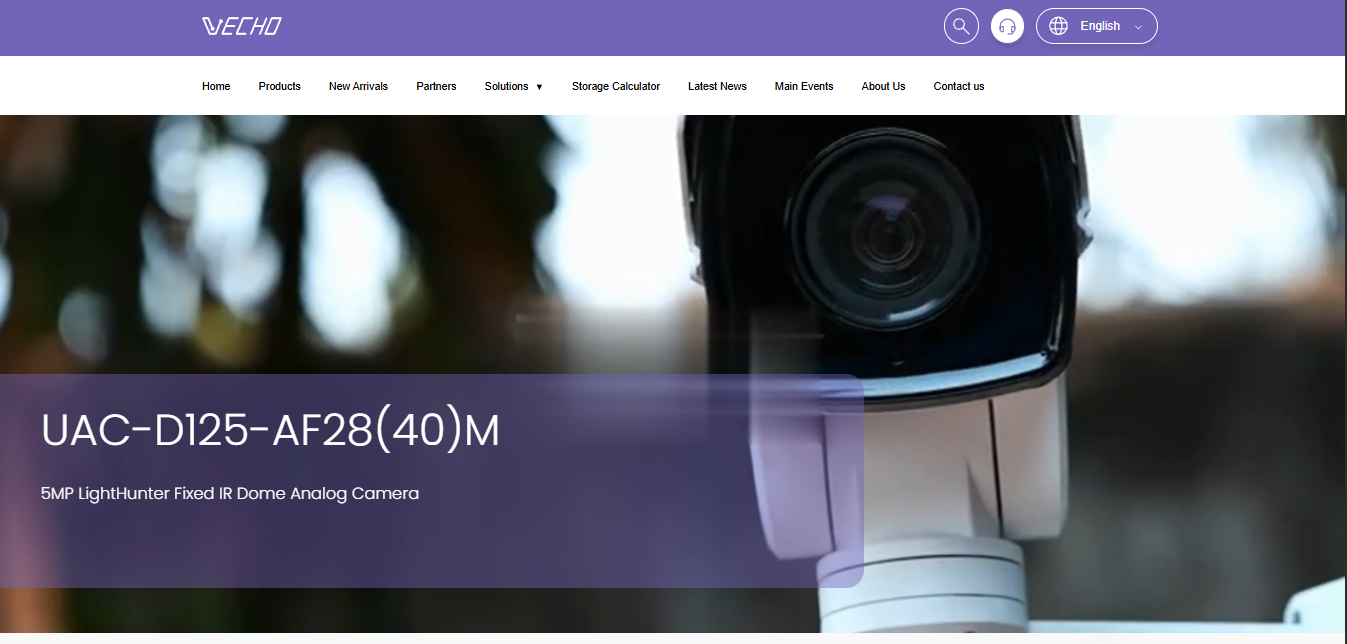 VECHO
English
Home Products New Arrivals Partners Solutions ▼ Storage Calculator Latest News Main Events About Us Contact us
UAC-D125-AF28(40)M
5MP LightHunter Fixed IR Dome Analog Camera